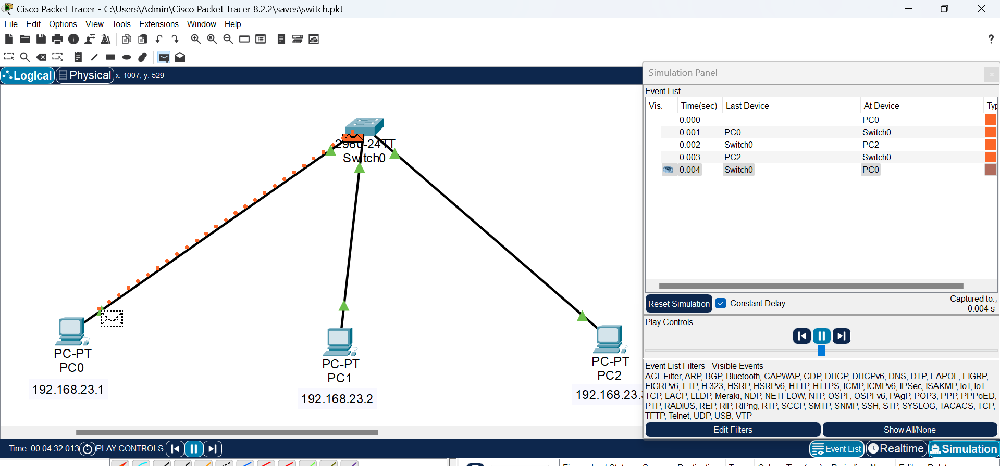 Cisco Packet Tracer - C:\Users\Admin\Cisco Packet Tracer 8.2.2\saves\switch.pkt
File Edit Options View Tools Extensions Window Help
Logical Physical x: 1007, y: 529
2960-24TT
Switch0
PC-PT
PC0
192.168.23.1
PC-PT
PC1
192.168.23.2
PC-PT
PC2
192.168.23.3
Simulation Panel
Event List
Vis. Time(sec) Last Device At Device Typ
0.000 -- PC0
0.001 PC0 Switch0
0.002 Switch0 PC2
0.003 PC2 Switch0
0.004 Switch0 PC0
Reset Simulation Constant Delay Captured to:
0.004 s
Play Controls
Event List Filters - Visible Events
ACL Filter, ARP, BGP, Bluetooth, CAPWAP, CDP, DHCP, DHCPv6, DNS, DTP, EAPOL, EIGRP,
EIGRPv6, FTP, H.323, HSRP, HSRPv6, HTTP, HTTPS, ICMP, ICMPv6, IPSec, ISAKMP, IoT, IoT
TCP, LACP, LLDP, Meraki, NDP, NETFLOW, NTP, OSPF, OSPFv6, PAgP, POP3, PPP, PPPoED,
PTP, RADIUS, REP, RIP, RIPng, RTP, SCCP, SMTP, SNMP, SSH, STP, SYSLOG, TACACS, TCP,
TFTP, Telnet, UDP, USB, VTP
Edit Filters Show All/None
Time: 00:04:32.013 PLAY CONTROLS: Event List Realtime Simulation